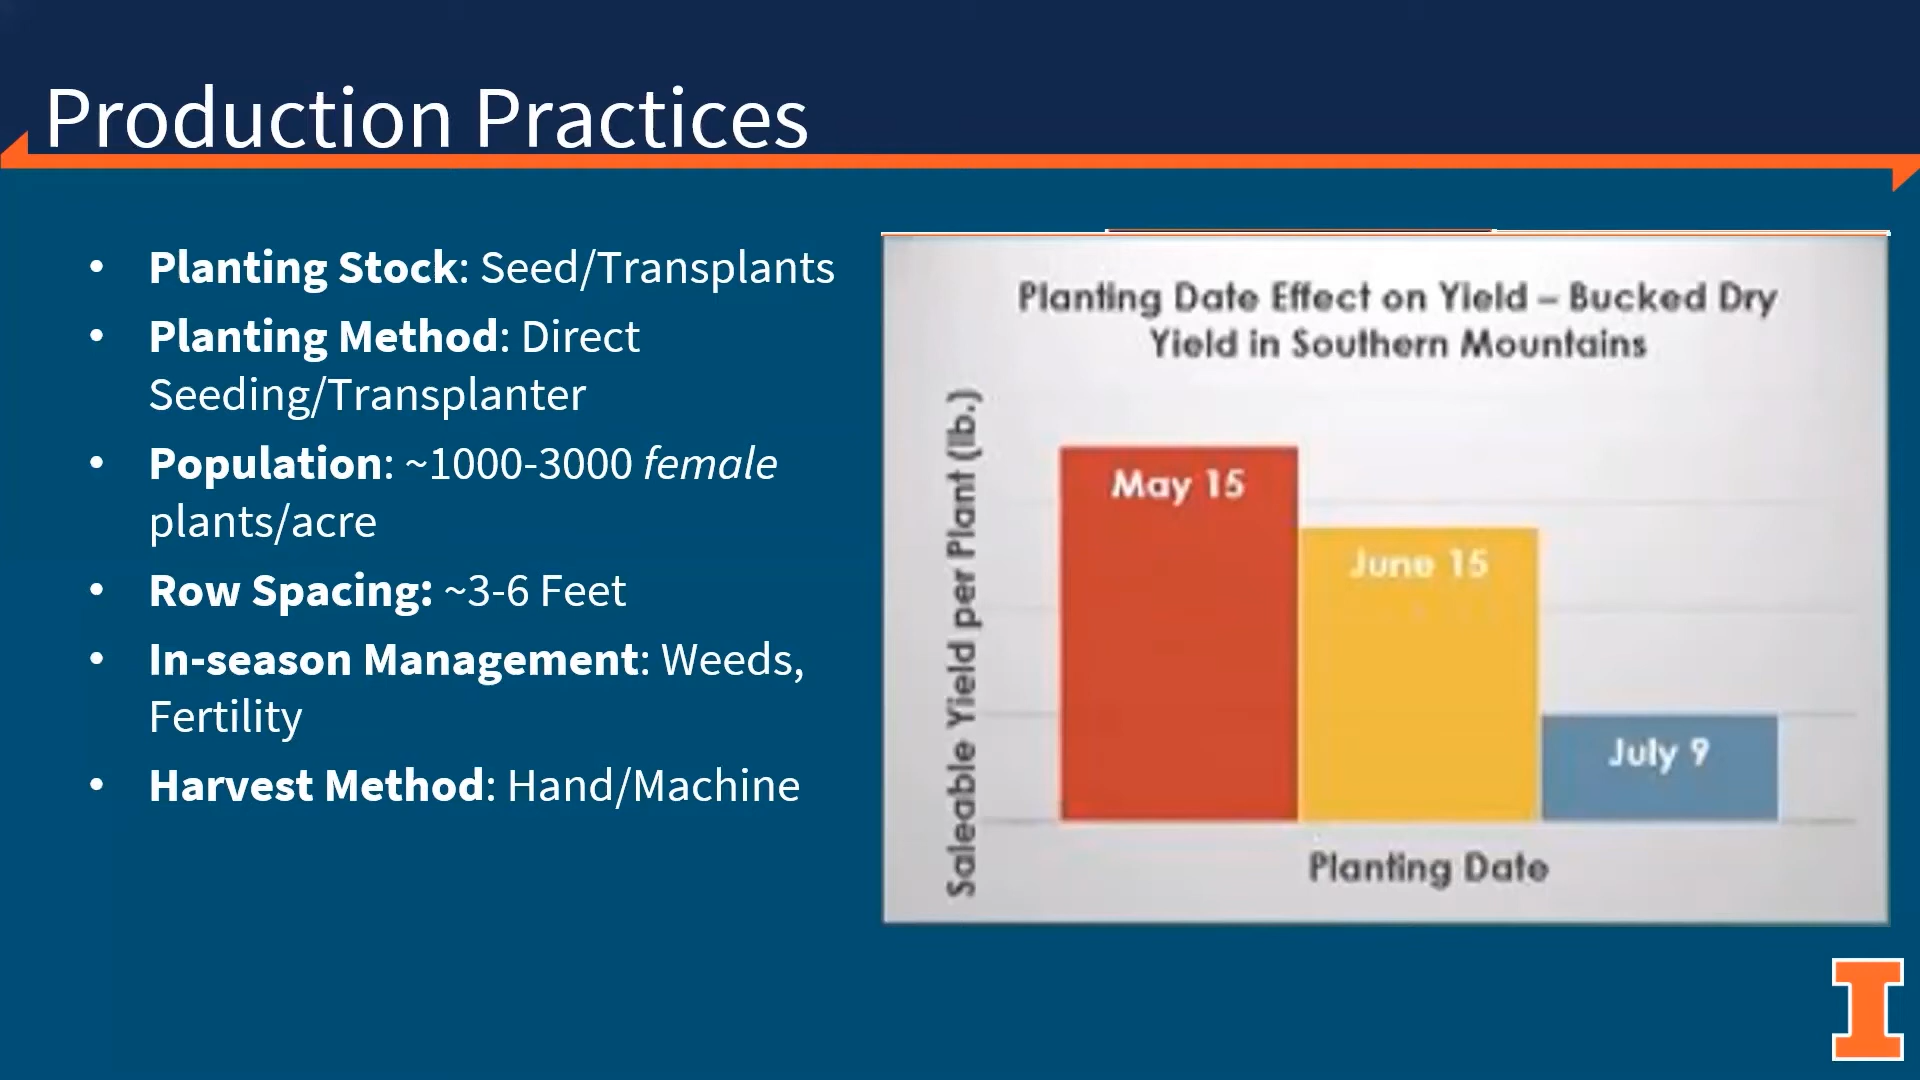 Production Practices
• Planting Stock: Seed/Transplants
• Planting Method: Direct
Seeding/Transplanter
• Population: ~1000-3000 female
plants/acre
• Row Spacing: ~3-6 Feet
• In-season Management: Weeds,
Fertility
• Harvest Method: Hand/Machine
Planting Date Effect on Yield – Bucked Dry
Yield in Southern Mountains
Saleable Yield per Plant (lb.)
May 15
June 15
July 9
Planting Date
I